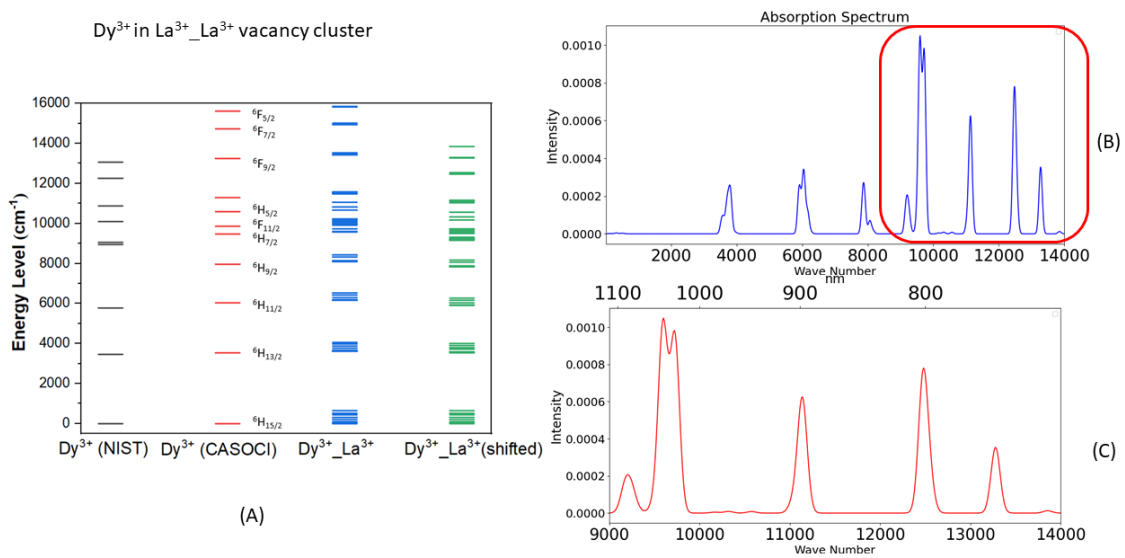 Dy³⁺ in La³⁺_La³⁺ vacancy cluster
Energy Level (cm⁻¹)
16000
14000
12000
10000
8000
6000
4000
2000
0
⁶F₅/₂
⁶F₇/₂
⁶F₉/₂
⁶H₅/₂
⁶F₁₁/₂
⁶H₇/₂
⁶H₉/₂
⁶H₁₁/₂
⁶H₁₃/₂
⁶H₁₅/₂
Dy³⁺ (NIST) Dy³⁺ (CASOCI) Dy³⁺_La³⁺ Dy³⁺_La³⁺(shifted)
(A)
Absorption Spectrum
Intensity
0.0010
0.0008
0.0006
0.0004
0.0002
0.0000
2000 4000 6000 8000 10000 12000 14000
Wave Number
(B)
nm
1100 1000 900 800
Intensity
0.0010
0.0008
0.0006
0.0004
0.0002
0.0000
9000 10000 11000 12000 13000 14000
Wave Number
(C)